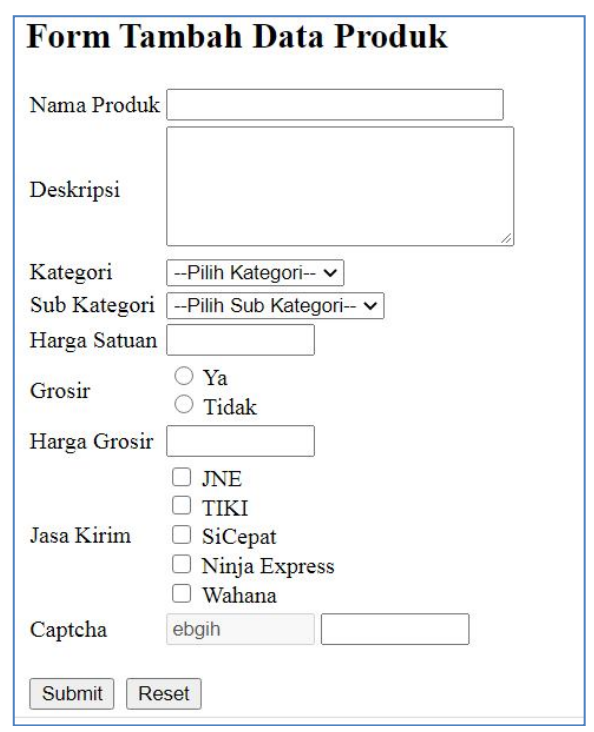 Form Tambah Data Produk
Nama Produk
Deskripsi
Kategori --Pilih Kategori--
Sub Kategori --Pilih Sub Kategori--
Harga Satuan
Grosir
Ya
Tidak
Harga Grosir
Jasa Kirim
JNE
TIKI
SiCepat
Ninja Express
Wahana
Captcha ebgih
Submit Reset